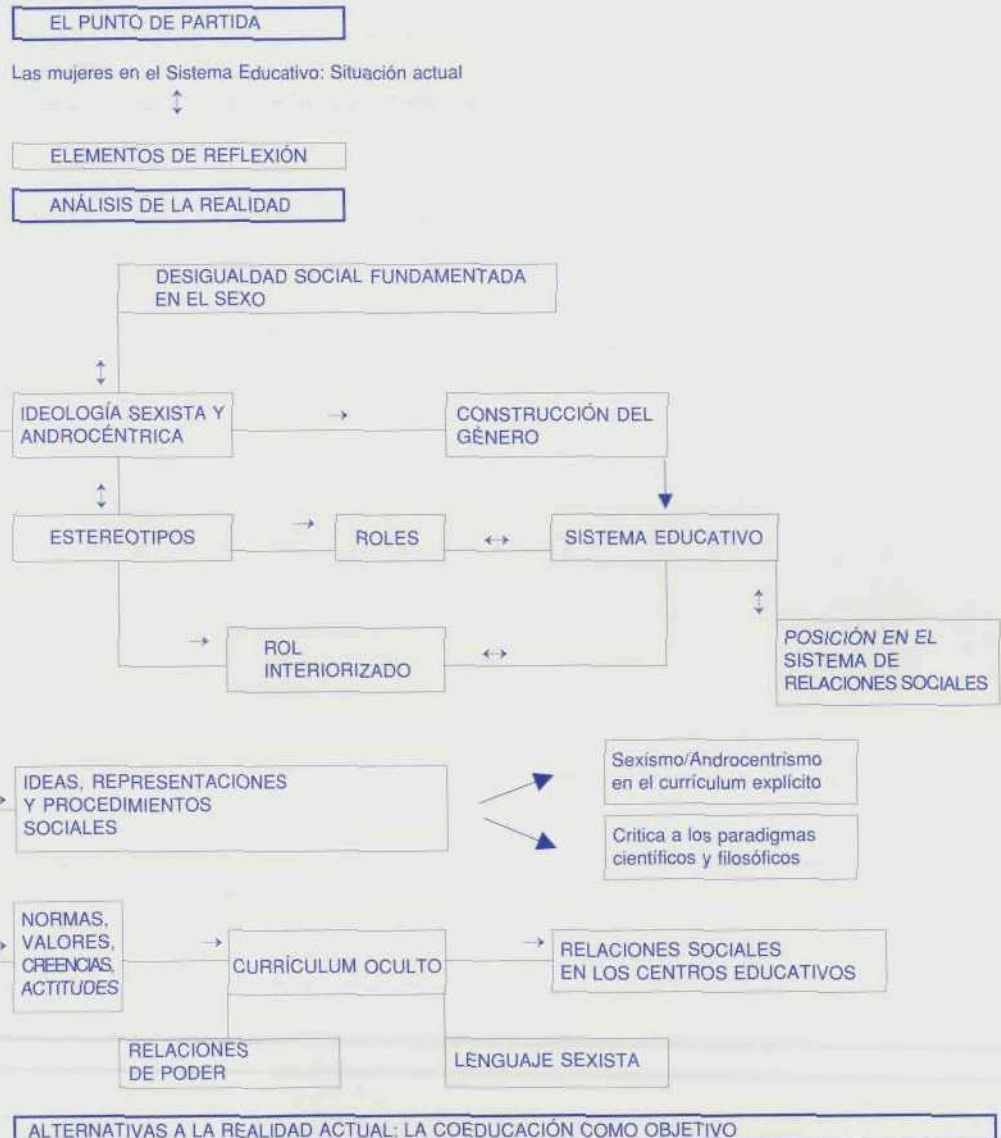 EL PUNTO DE PARTIDA
Las mujeres en el Sistema Educativo: Situación actual
ELEMENTOS DE REFLEXIÓN
ANÁLISIS DE LA REALIDAD
DESIGUALDAD SOCIAL FUNDAMENTADA
EN EL SEXO
IDEOLOGÍA SEXISTA Y
ANDROCÉNTRICA
CONSTRUCCIÓN DEL
GÉNERO
ESTEREOTIPOS
ROLES
SISTEMA EDUCATIVO
ROL
INTERIORIZADO
POSICIÓN EN EL
SISTEMA DE
RELACIONES SOCIALES
IDEAS, REPRESENTACIONES
Y PROCEDIMIENTOS
SOCIALES
Sexismo/Androcentrismo
en el currículum explícito
Critica a los paradigmas
científicos y filosóficos
NORMAS,
VALORES,
CREENCIAS,
ACTITUDES
CURRÍCULUM OCULTO
RELACIONES SOCIALES
EN LOS CENTROS EDUCATIVOS
RELACIONES
DE PODER
LENGUAJE SEXISTA
ALTERNATIVAS A LA REALIDAD ACTUAL: LA COEDUCACIÓN COMO OBJETIVO